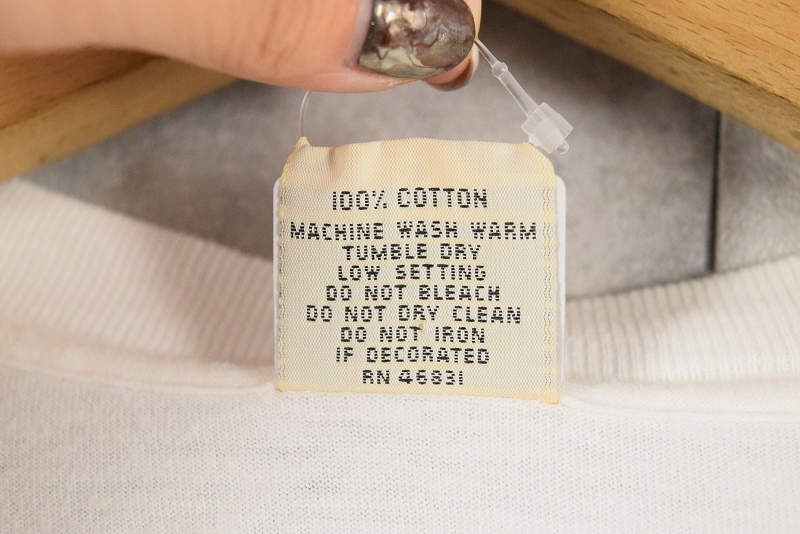 100% COTTON
MACHINE WASH WARM
TUMBLE DRY
LOW SETTING
DO NOT BLEACH
DO NOT DRY CLEAN
DO NOT IRON
IF DECORATED
RN 46931